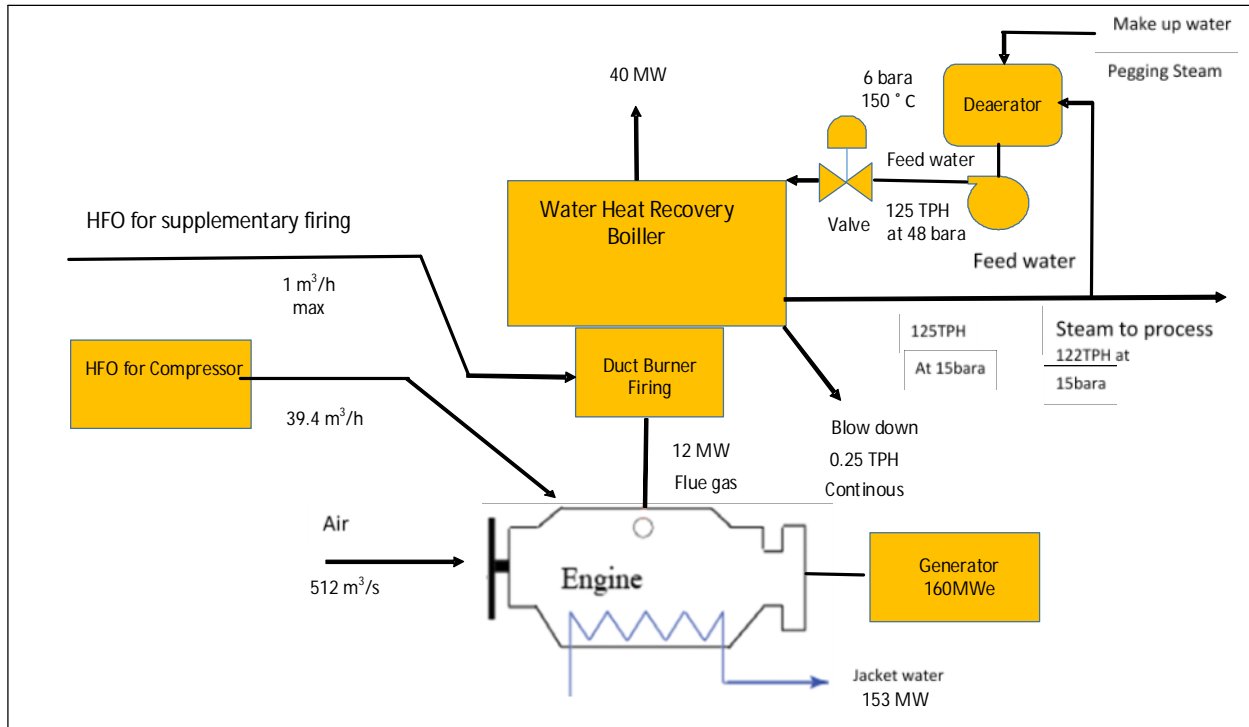 Make up water
Pegging Steam
40 MW
6 bara
150 ° C
Deaerator
Feed water
HFO for supplementary firing
Water Heat Recovery
Boiller
Valve
125 TPH
at 48 bara
Feed water
1 m³/h
max
125TPH
At 15bara
Steam to process
122TPH at
15bara
HFO for Compressor
Duct Burner
Firing
39.4 m³/h
12 MW
Flue gas
Blow down
0.25 TPH
Continous
Air
512 m³/s
Engine
Generator
160MWe
Jacket water
153 MW